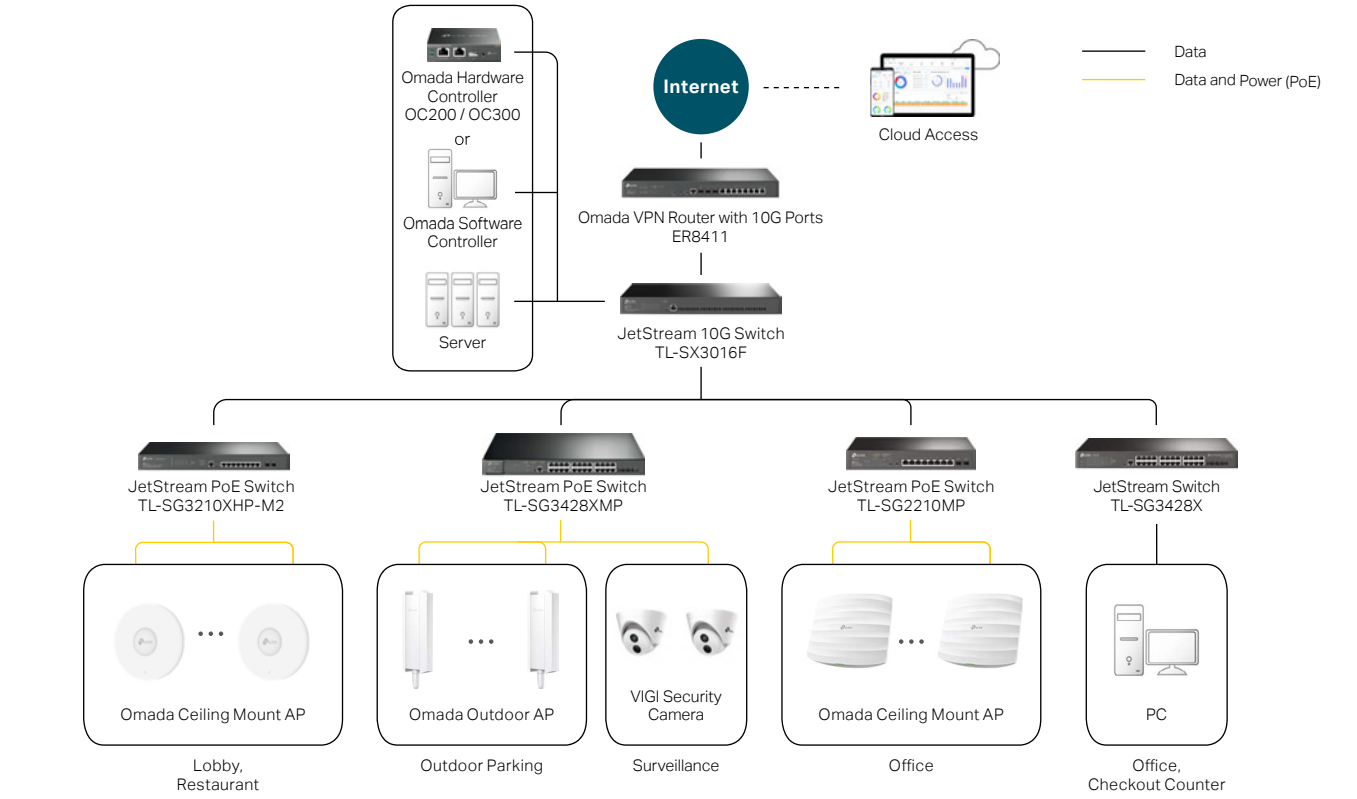 Omada Hardware
Controller
OC200 / OC300
or
Omada Software
Controller
Server
Internet
Cloud Access
Data
Data and Power (PoE)
Omada VPN Router with 10G Ports
ER8411
JetStream 10G Switch
TL-SX3016F
JetStream PoE Switch
TL-SG3210XHP-M2
JetStream PoE Switch
TL-SG3428XMP
JetStream PoE Switch
TL-SG2210MP
JetStream Switch
TL-SG3428X
Omada Ceiling Mount AP
Omada Outdoor AP
VIGI Security
Camera
Omada Ceiling Mount AP
PC
Lobby,
Restaurant
Outdoor Parking
Surveillance
Office
Office,
Checkout Counter